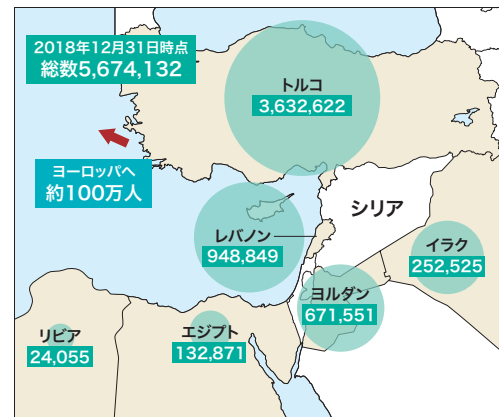 2018年12月31日時点
総数5,674,132
トルコ
3,632,622
ヨーロッパへ
約100万人
シリア
レバノン
948,849
イラク
252,525
ヨルダン
671,551
リビア
24,055
エジプト
132,871